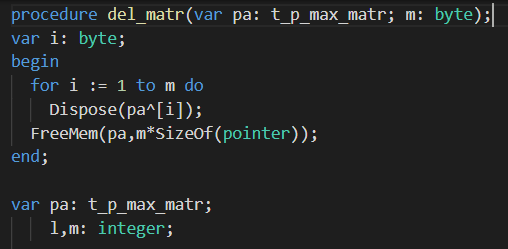 procedure del_matr(var pa: t_p_max_matr; m: byte);
var i: byte;
begin
  for i := 1 to m do
    Dispose(pa^[i]);
  FreeMem(pa,m*SizeOf(pointer));
end;

var pa: t_p_max_matr;
    l,m: integer;